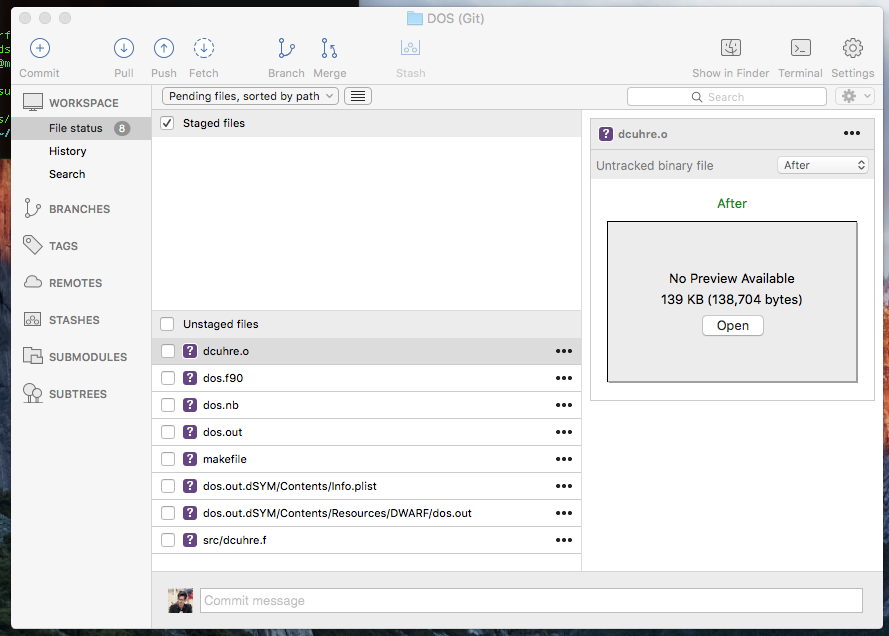 DOS (Git)
Commit Pull Push Fetch Branch Merge Stash Show in Finder Terminal Settings
Pending files, sorted by path
Search
WORKSPACE
File status 8
History
Search
BRANCHES
TAGS
REMOTES
STASHES
SUBMODULES
SUBTREES
Staged files
Unstaged files
? dcuhre.o •••
? dos.f90 •••
? dos.nb •••
? dos.out •••
? makefile •••
? dos.out.dSYM/Contents/Info.plist •••
? dos.out.dSYM/Contents/Resources/DWARF/dos.out •••
? src/dcuhre.f •••
? dcuhre.o •••
Untracked binary file After
After
No Preview Available
139 KB (138,704 bytes)
Open
Commit message